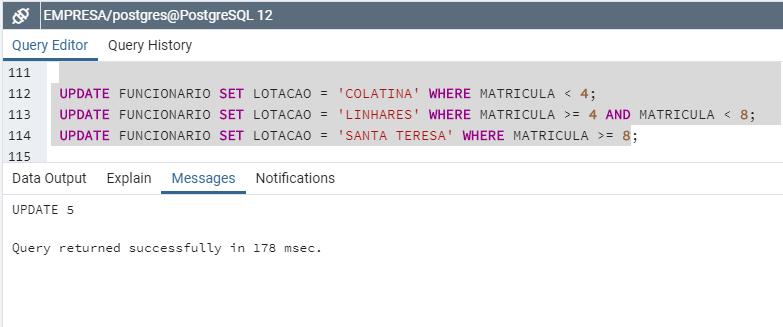 EMPRESA/postgres@PostgreSQL 12
Query Editor Query History
111
112 UPDATE FUNCIONARIO SET LOTACAO = 'COLATINA' WHERE MATRICULA < 4;
113 UPDATE FUNCIONARIO SET LOTACAO = 'LINHARES' WHERE MATRICULA >= 4 AND MATRICULA < 8;
114 UPDATE FUNCIONARIO SET LOTACAO = 'SANTA TERESA' WHERE MATRICULA >= 8;
115
Data Output Explain Messages Notifications
UPDATE 5
Query returned successfully in 178 msec.